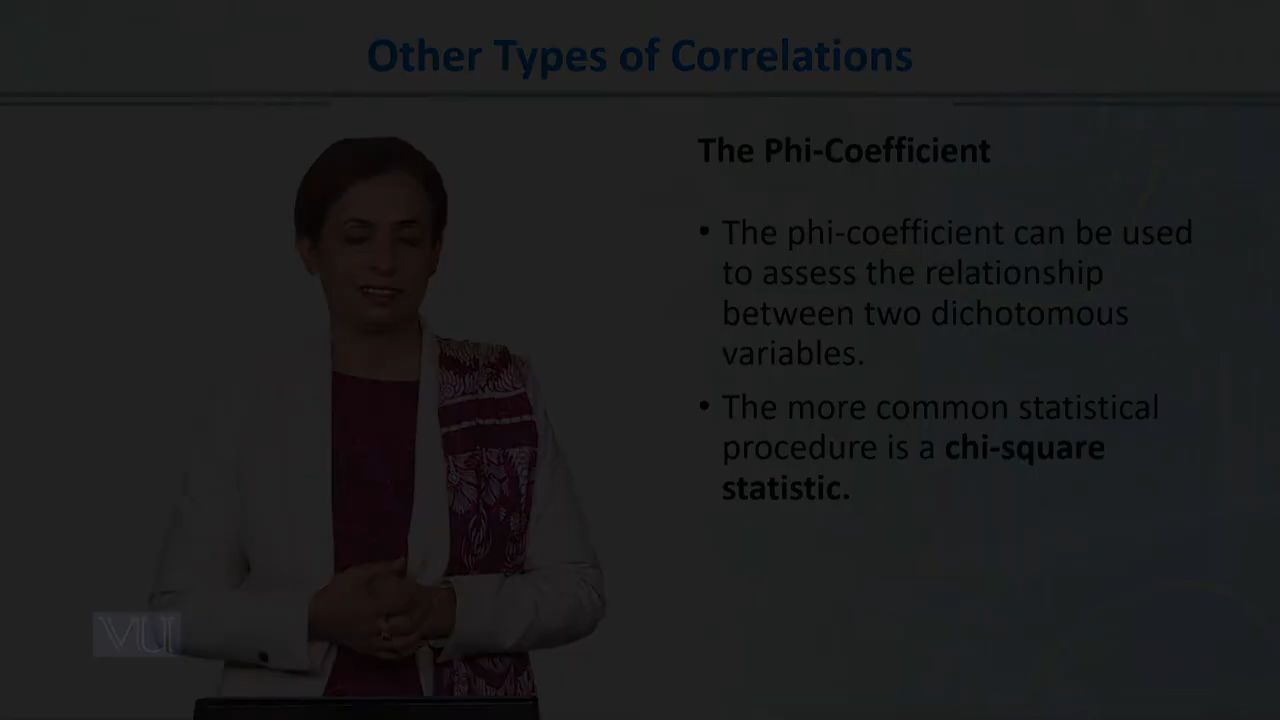 Other Types of Correlations
The Phi-Coefficient
• The phi-coefficient can be used
to assess the relationship
between two dichotomous
variables.
• The more common statistical
procedure is a chi-square
statistic.
VU